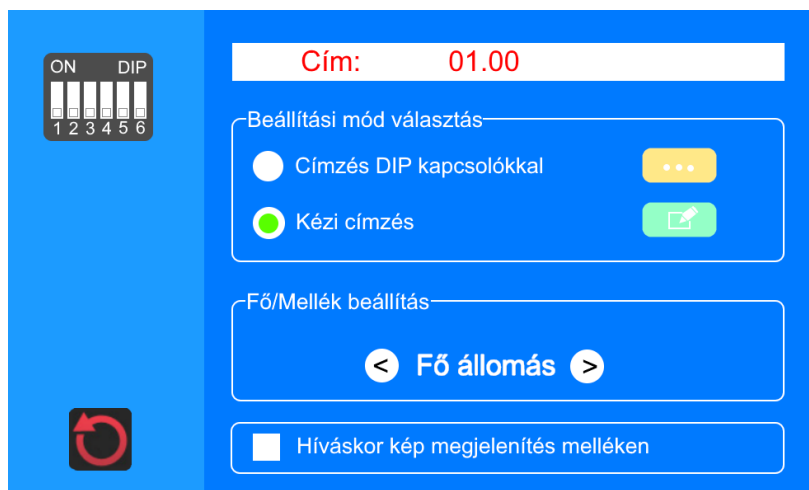 ON DIP
1 2 3 4 5 6
Cím: 01.00
Beállítási mód választás
Címzés DIP kapcsolókkal
Kézi címzés
Fő/Mellék beállítás
< Fő állomás >
Híváskor kép megjelenítés melléken